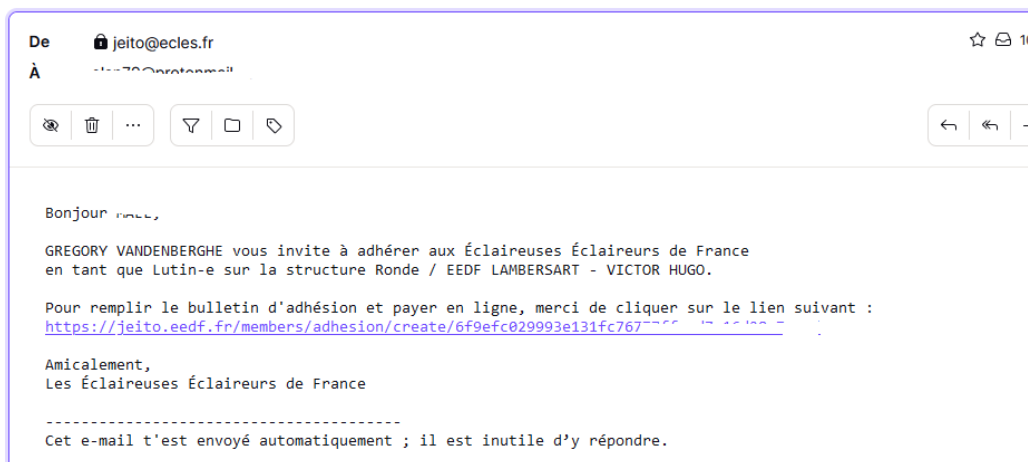 De jeito@ecles.fr
À
Bonjour
GREGORY VANDENBERGHE vous invite à adhérer aux Éclaireuses Éclaireurs de France
en tant que Lutin-e sur la structure Ronde / EEDF LAMBERSART - VICTOR HUGO.
Pour remplir le bulletin d'adhésion et payer en ligne, merci de cliquer sur le lien suivant :
https://jeito.eedf.fr/members/adhesion/create/6f9efc029993e131fc767
Amicalement,
Les Éclaireuses Éclaireurs de France
----------------------------------------
Cet e-mail t'est envoyé automatiquement ; il est inutile d’y répondre.